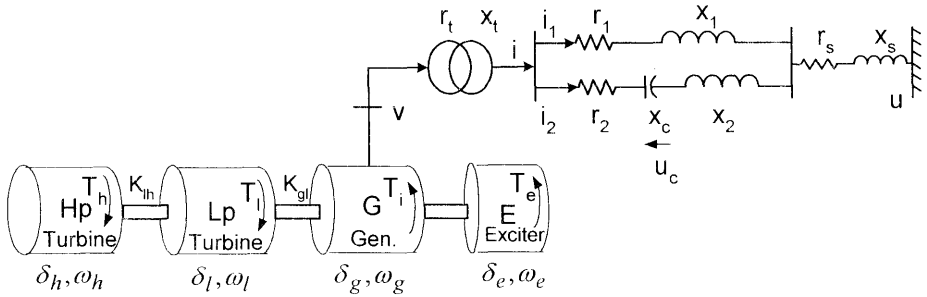 r_t x_t i i_1 r_1 x_1 r_s x_s
v i_2 r_2 x_c x_2 u
u_c
T_h K_lh T_l K_gl T_i T_e
Hp Lp G E
Turbine Turbine Gen. Exciter
δ_h,ω_h δ_l,ω_l δ_g,ω_g δ_e,ω_e